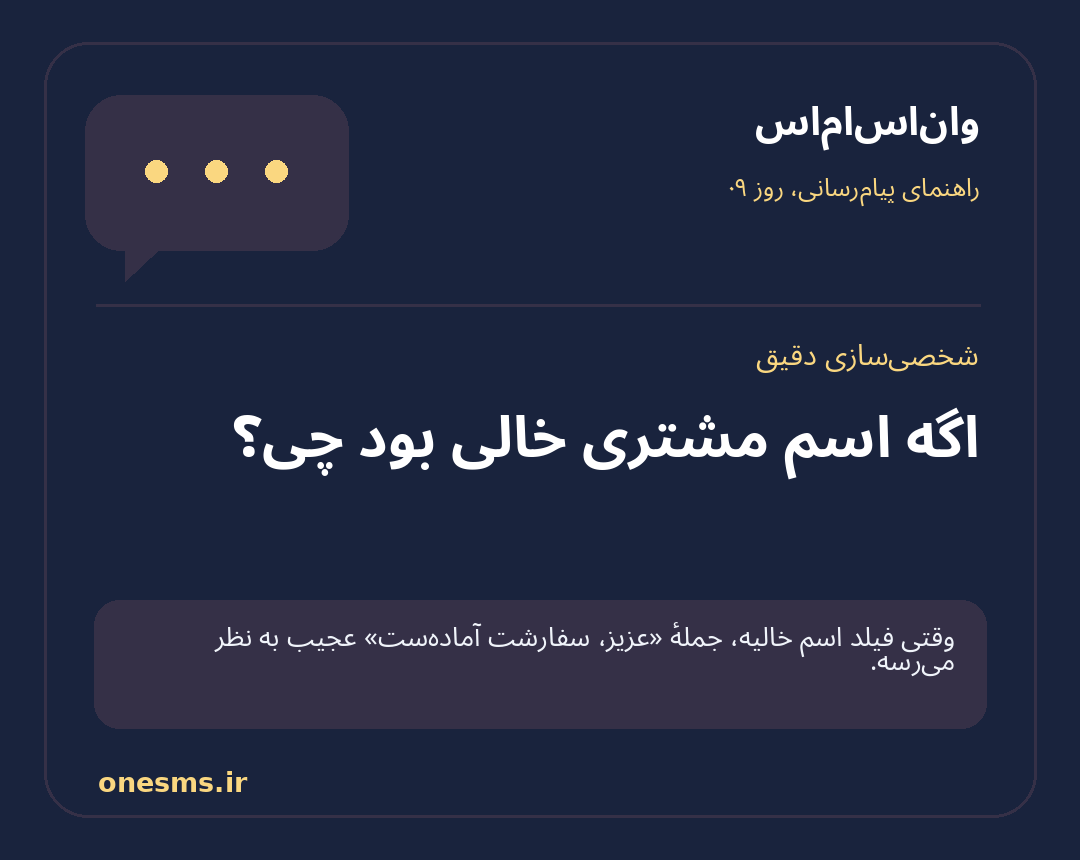 وان‌اس‌ام‌اس
راهنمای پیام‌رسانی، روز ۰۹
شخصی‌سازی دقیق
اگه اسم مشتری خالی بود چی؟
وقتی فیلد اسم خالیه، جملهٔ «عزیز، سفارشت آماده‌ست» عجیب به نظر
می‌رسه.
onesms.ir